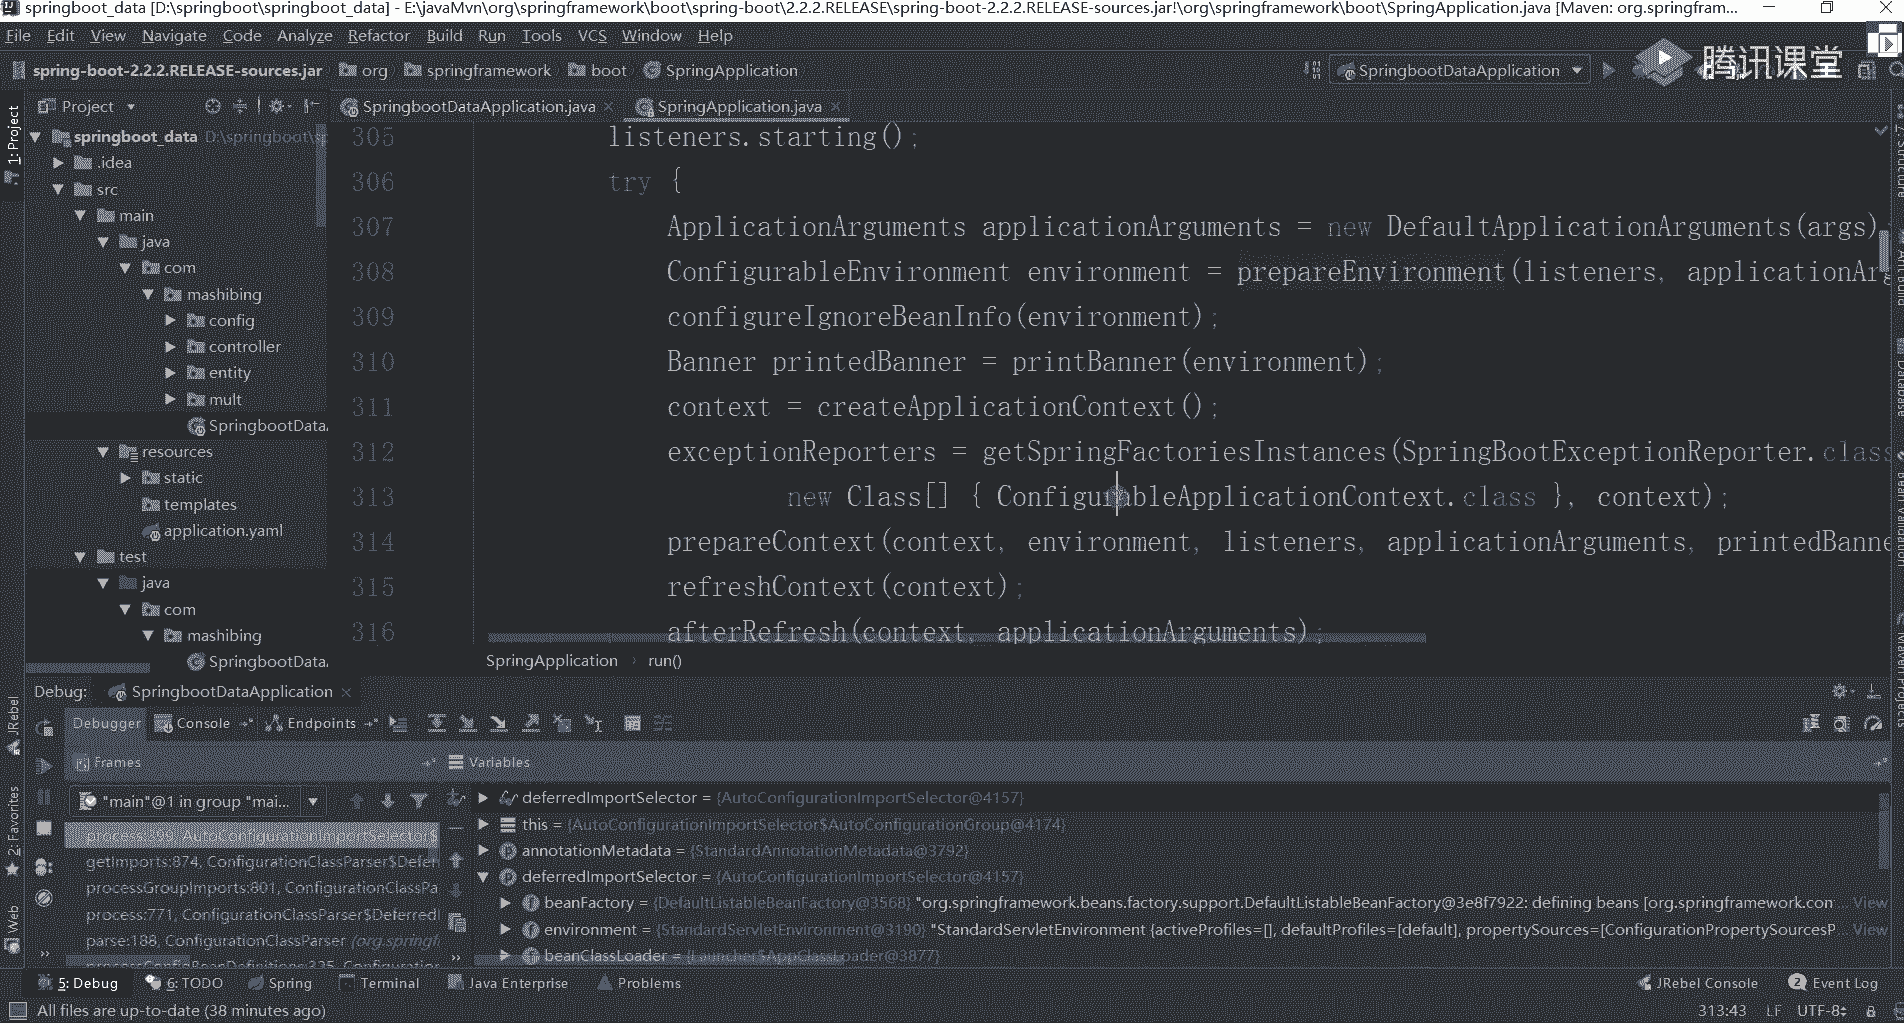 springboot_data [D:\springboot\springboot_data] - E:\javaMvn\org\springframework\boot\spring-boot\2.2.2.RELEASE\spring-boot-2.2.2.RELEASE-sources.jar!\org\springframework\boot\SpringApplication.java [Maven: org.springfram...
File Edit View Navigate Code Analyze Refactor Build Run Tools VCS Window Help
spring-boot-2.2.2.RELEASE-sources.jar org springframework boot SpringApplication SpringbootDataApplication 腾讯课堂
Project SpringbootDataApplication.java SpringApplication.java
1: Project
springboot_data D:\springboot\sp
.idea
src
main
java
com
mashibing
config
controller
entity
mult
SpringbootData
resources
static
templates
application.yaml
test
java
com
mashibing
SpringbootData
305 listeners.starting();
306 try {
307 ApplicationArguments applicationArguments = new DefaultApplicationArguments(args)
308 ConfigurableEnvironment environment = prepareEnvironment(listeners, applicationAr
309 configureIgnoreBeanInfo(environment);
310 Banner printedBanner = printBanner(environment);
311 context = createApplicationContext();
312 exceptionReporters = getSpringFactoriesInstances(SpringBootExceptionReporter.class
313 new Class[] { ConfigurableApplicationContext.class }, context);
314 prepareContext(context, environment, listeners, applicationArguments, printedBanne
315 refreshContext(context);
316 afterRefresh(context, applicationArguments);
SpringApplication run()
Debug: SpringbootDataApplication
Debugger Console Endpoints
Frames Variables
"main"@1 in group "mai...
process:399, AutoConfigurationImportSelector$
getImports:874, ConfigurationClassParser$Defer
processGroupImports:801, ConfigurationClassPa
process:771, ConfigurationClassParser$Deferred
parse:188, ConfigurationClassParser (org.springf
processConfigBeanDefinitions:325, Configuration
deferredImportSelector = {AutoConfigurationImportSelector@4157}
this = {AutoConfigurationImportSelector$AutoConfigurationGroup@4174}
annotationMetadata = {StandardAnnotationMetadata@3792}
deferredImportSelector = {AutoConfigurationImportSelector@4157}
beanFactory = {DefaultListableBeanFactory@3568} "org.springframework.beans.factory.support.DefaultListableBeanFactory@3e8f7922: defining beans [org.springframework.con... View
environment = {StandardServletEnvironment@3190} "StandardServletEnvironment {activeProfiles=[], defaultProfiles=[default], propertySources=[ConfigurationPropertySourcesP... View
beanClassLoader = {Launcher$AppClassLoader@3877}
JRebel
2: Favorites
Web
5: Debug 6: TODO Spring Terminal Java Enterprise Problems JRebel Console 2 Event Log
All files are up-to-date (38 minutes ago) 313:43 LF UTF-8